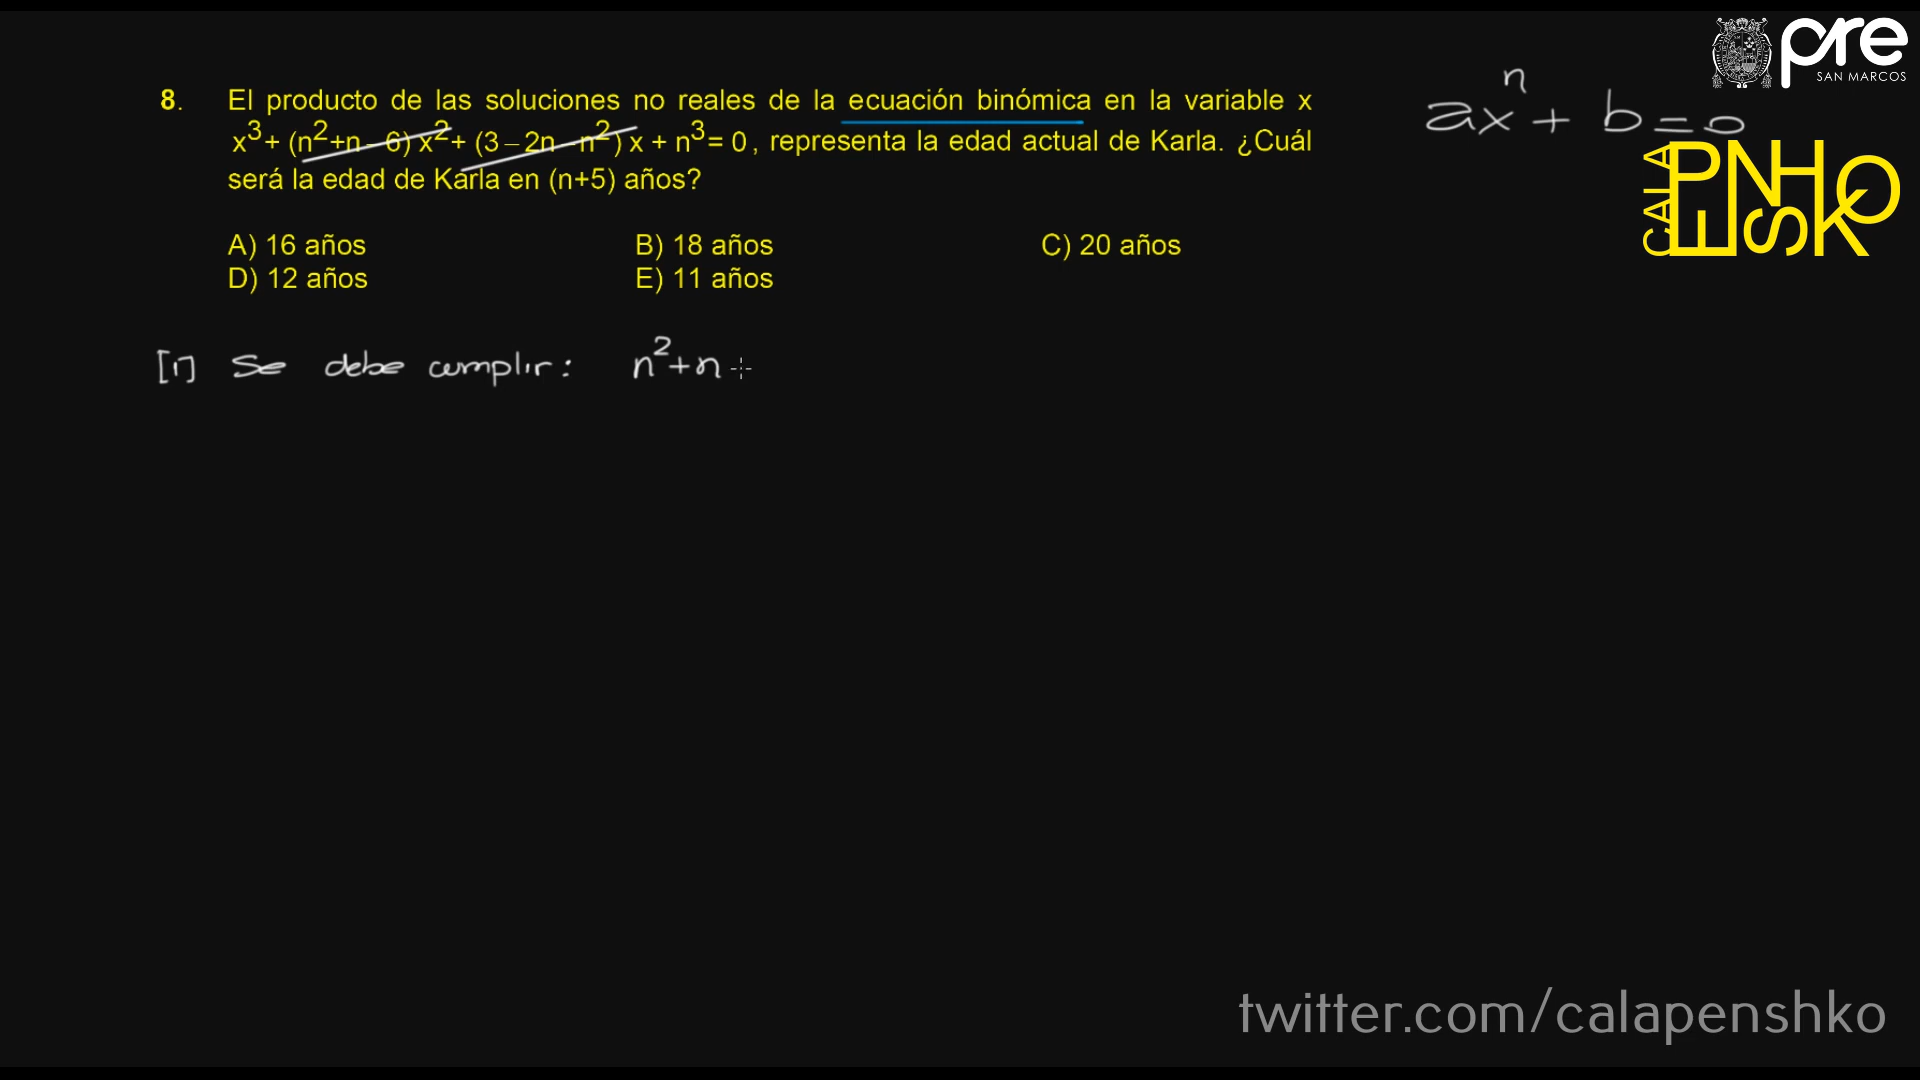 pre
SAN MARCOS
8. El producto de las soluciones no reales de la ecuación binómica en la variable x
x³ + (n²+n – 6) x² + (3 – 2n – n²) x + n³ = 0, representa la edad actual de Karla. ¿Cuál
será la edad de Karla en (n+5) años?
axⁿ + b = 0
CALA PENSHKO
A) 16 años B) 18 años C) 20 años
D) 12 años E) 11 años
[1] Se debe cumplir: n² + n
twitter.com/calapenshko